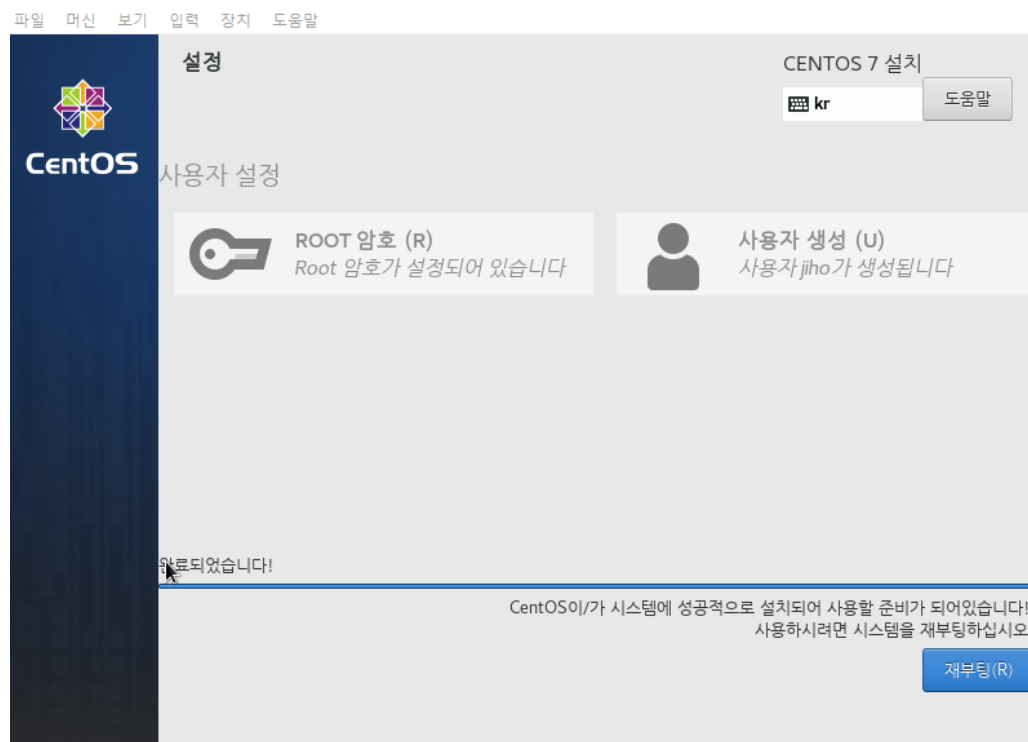 파일 머신 보기 입력 장치 도움말
설정
CENTOS 7 설치
kr
도움말
CentOS
사용자 설정
ROOT 암호 (R)
Root 암호가 설정되어 있습니다
사용자 생성 (U)
사용자 jiho가 생성됩니다
완료되었습니다!
CentOS이/가 시스템에 성공적으로 설치되어 사용할 준비가 되어있습니다!
사용하시려면 시스템을 재부팅하십시오
재부팅(R)